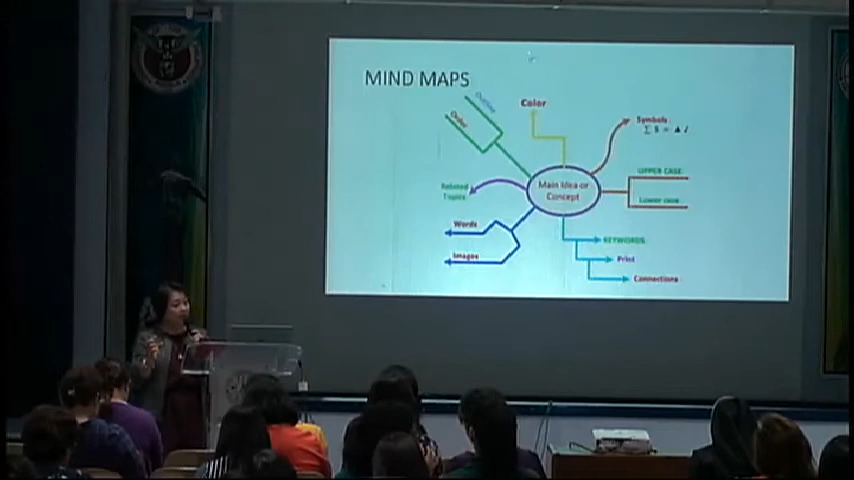 MIND MAPS
Outline
Order
Color
Symbols
UPPER CASE
Lower case
Main Idea or
Concept
Related
Topics
Words
Images
KEYWORDS
Print
Connections